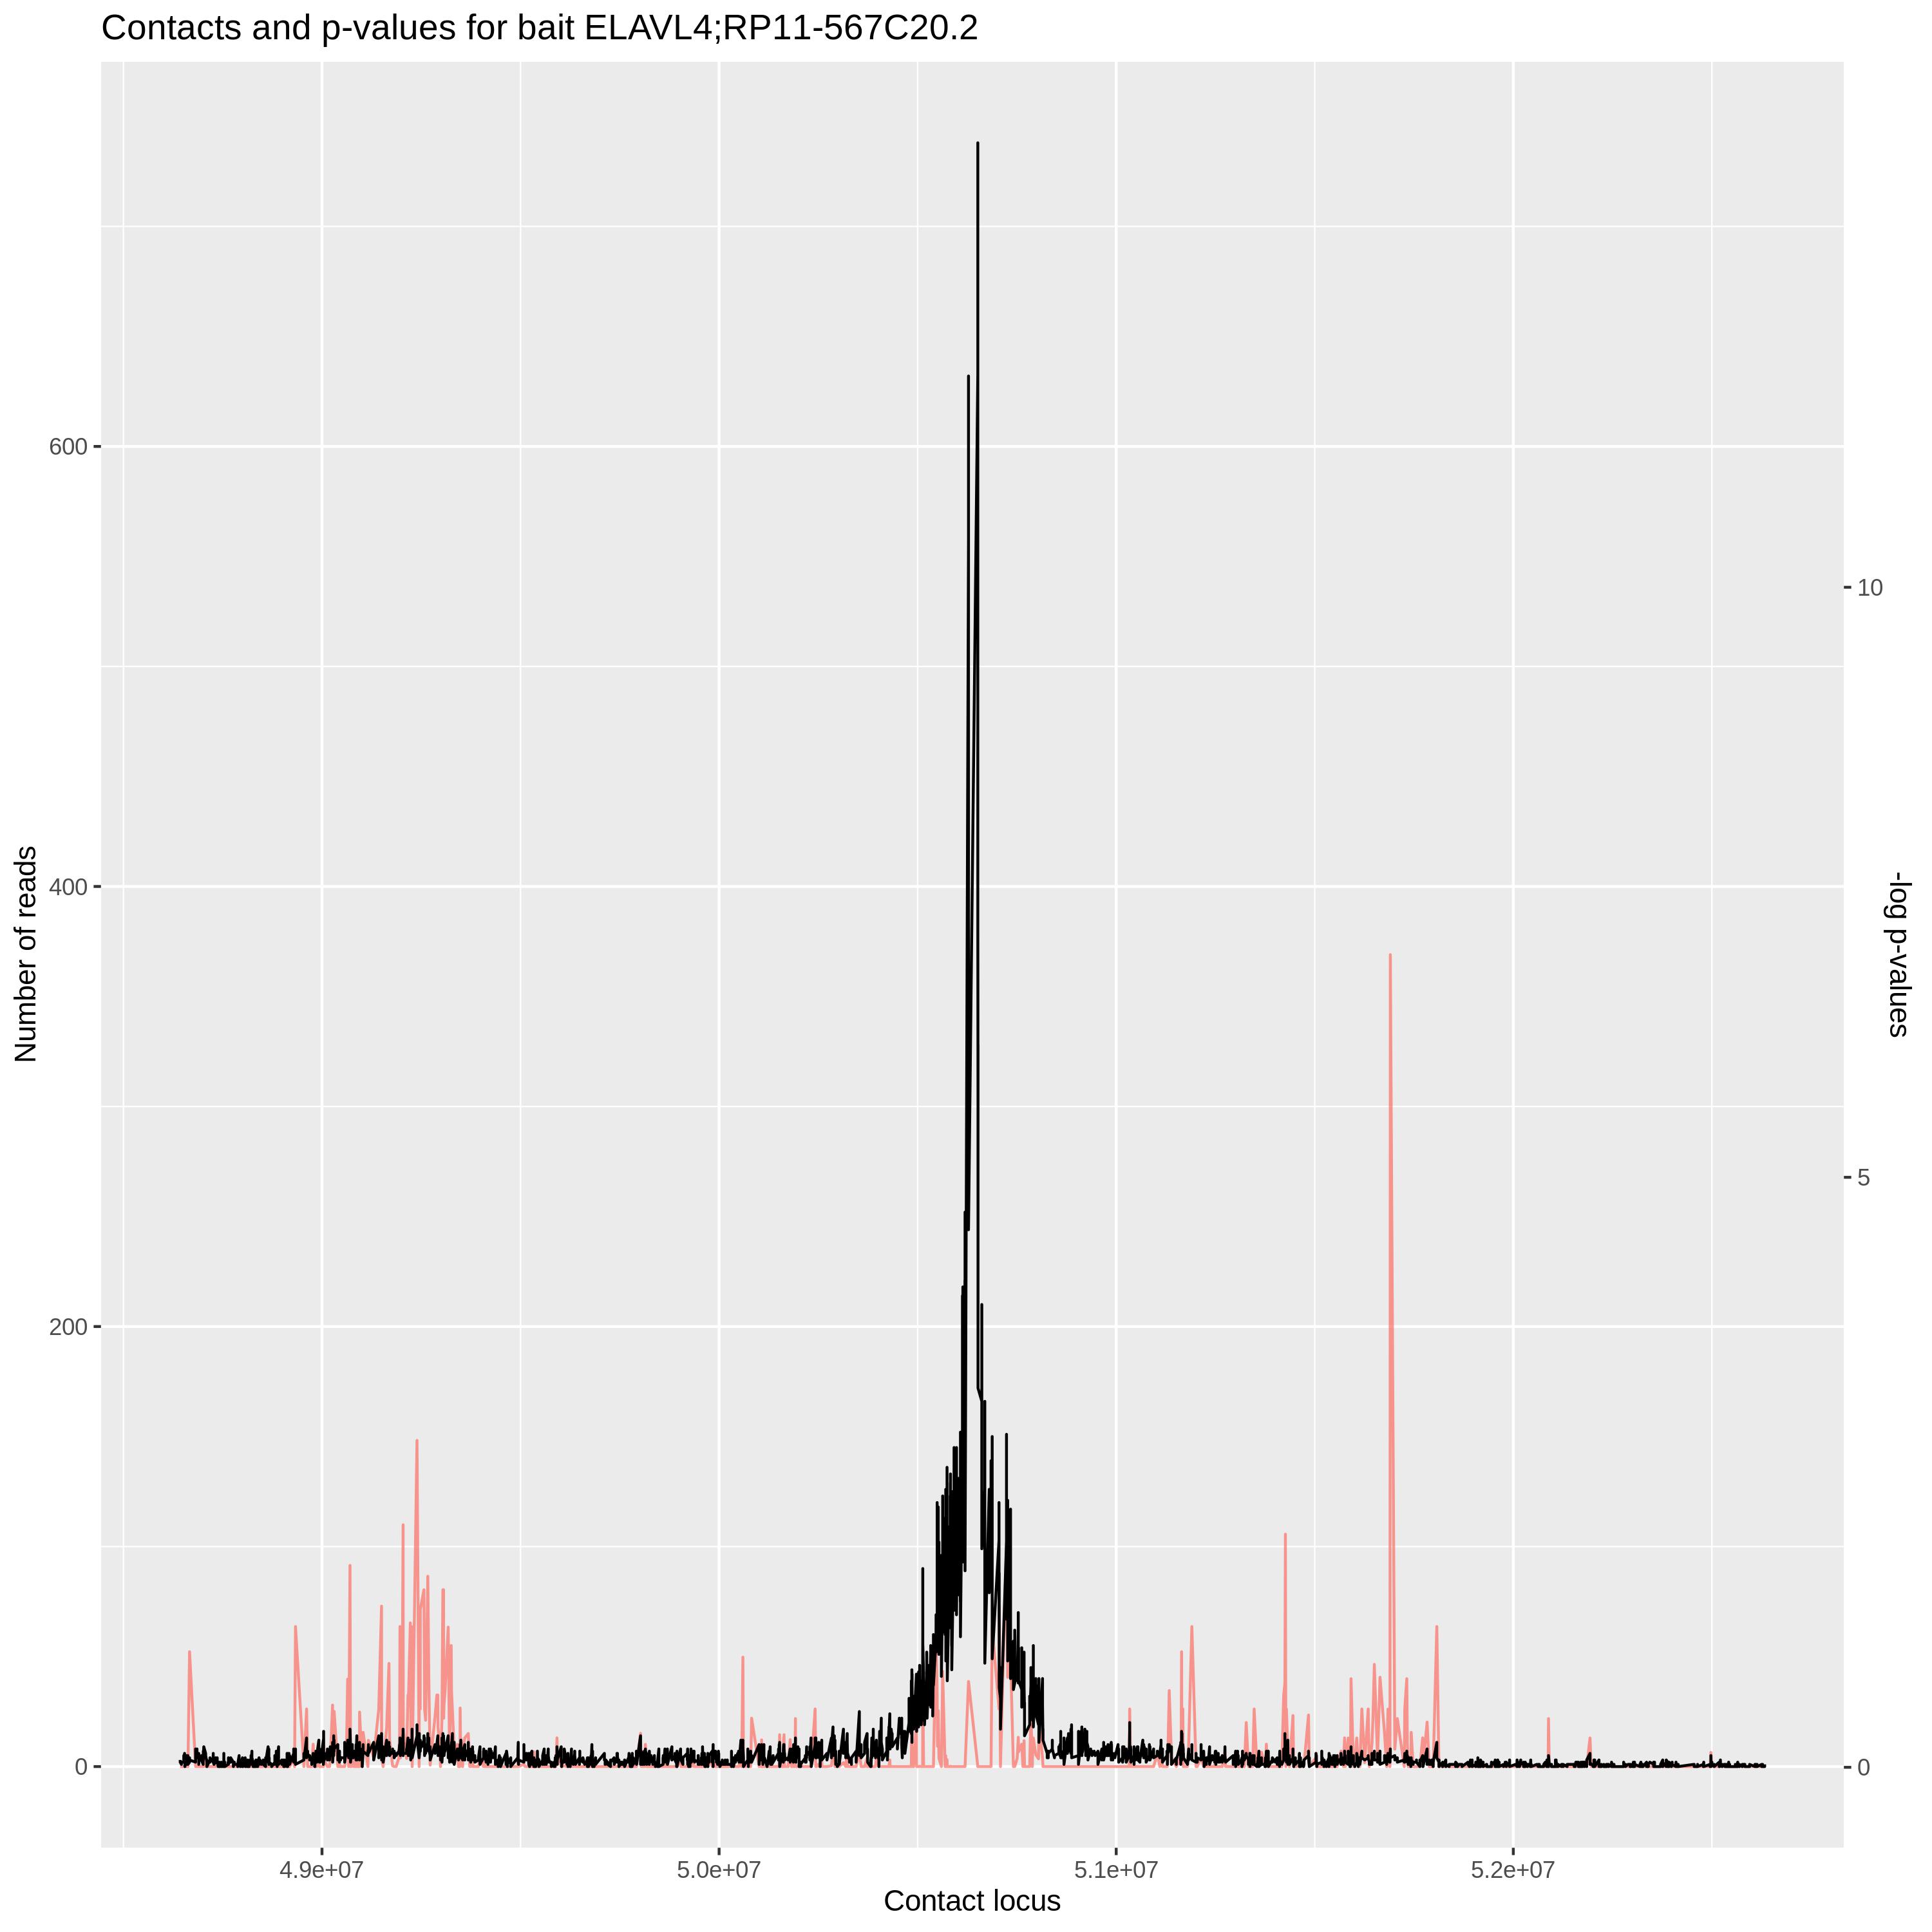 Contacts and p-values for bait ELAVL4;RP11-567C20.2
Number of reads
600
400
200
0
10
5
0
-log p-values
4.9e+07
5.0e+07
5.1e+07
5.2e+07
Contact locus